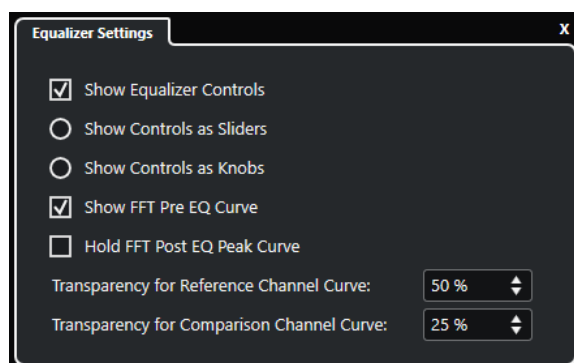 Equalizer Settings
X
Show Equalizer Controls
Show Controls as Sliders
Show Controls as Knobs
Show FFT Pre EQ Curve
Hold FFT Post EQ Peak Curve
Transparency for Reference Channel Curve: 50 %
Transparency for Comparison Channel Curve: 25 %